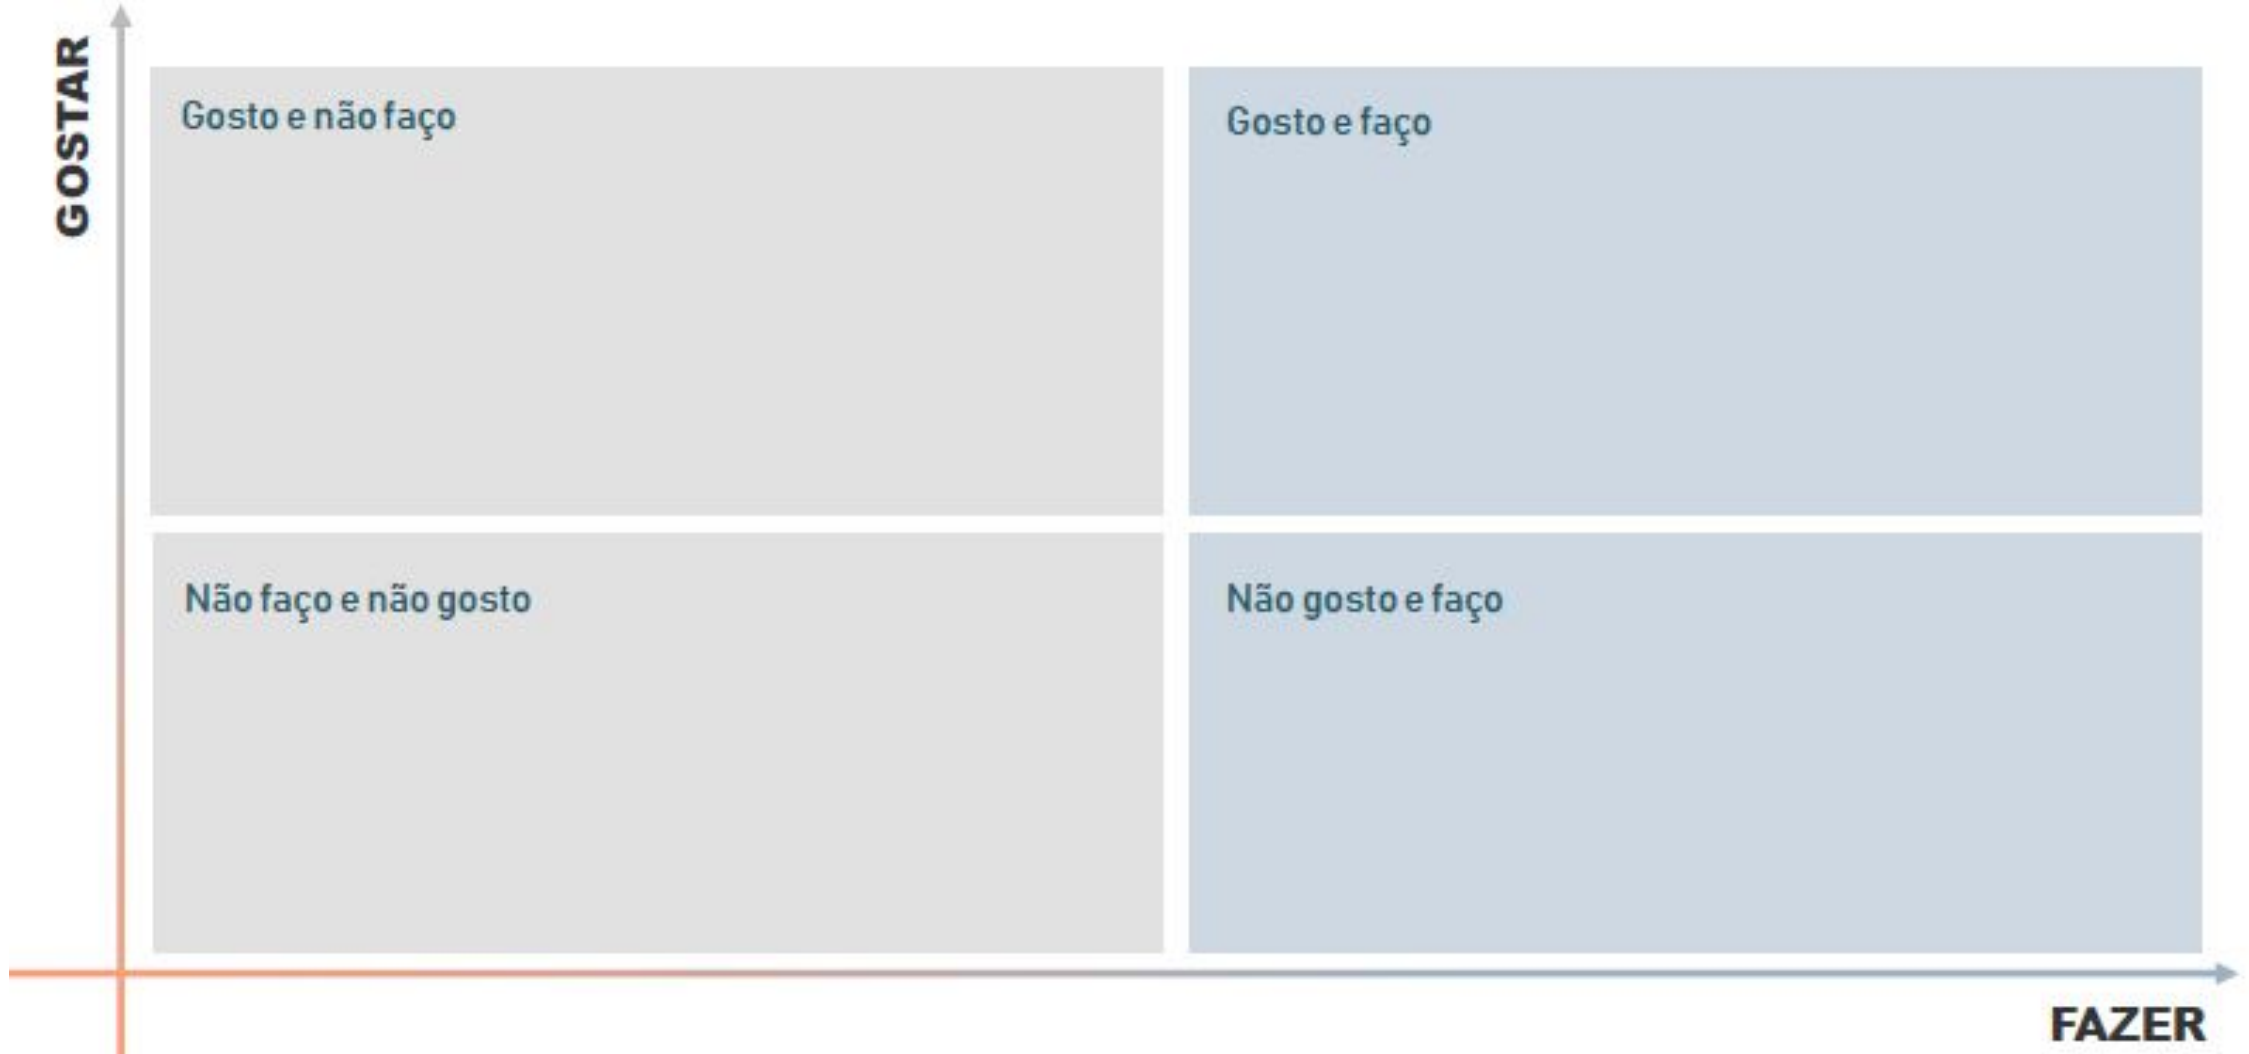 GOSTAR
Gosto e não faço
Gosto e faço
Não faço e não gosto
Não gosto e faço
FAZER